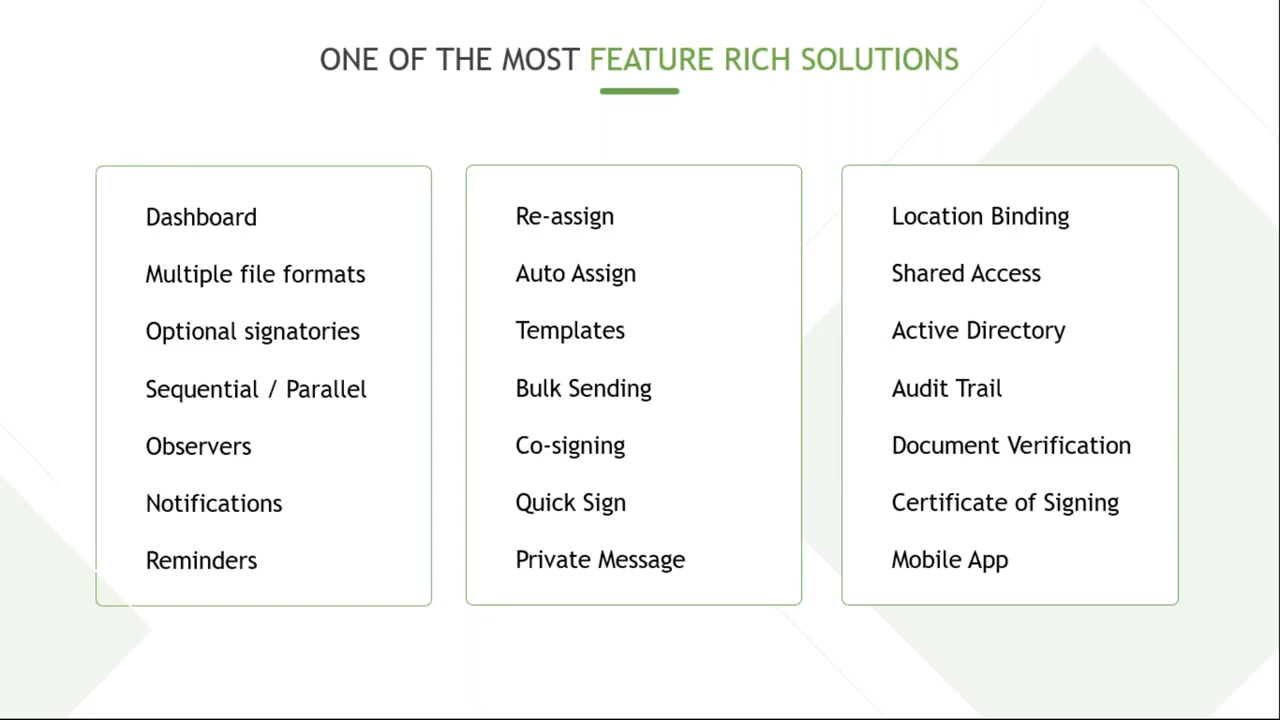 ONE OF THE MOST FEATURE RICH SOLUTIONS
Dashboard
Multiple file formats
Optional signatories
Sequential / Parallel
Observers
Notifications
Reminders
Re-assign
Auto Assign
Templates
Bulk Sending
Co-signing
Quick Sign
Private Message
Location Binding
Shared Access
Active Directory
Audit Trail
Document Verification
Certificate of Signing
Mobile App